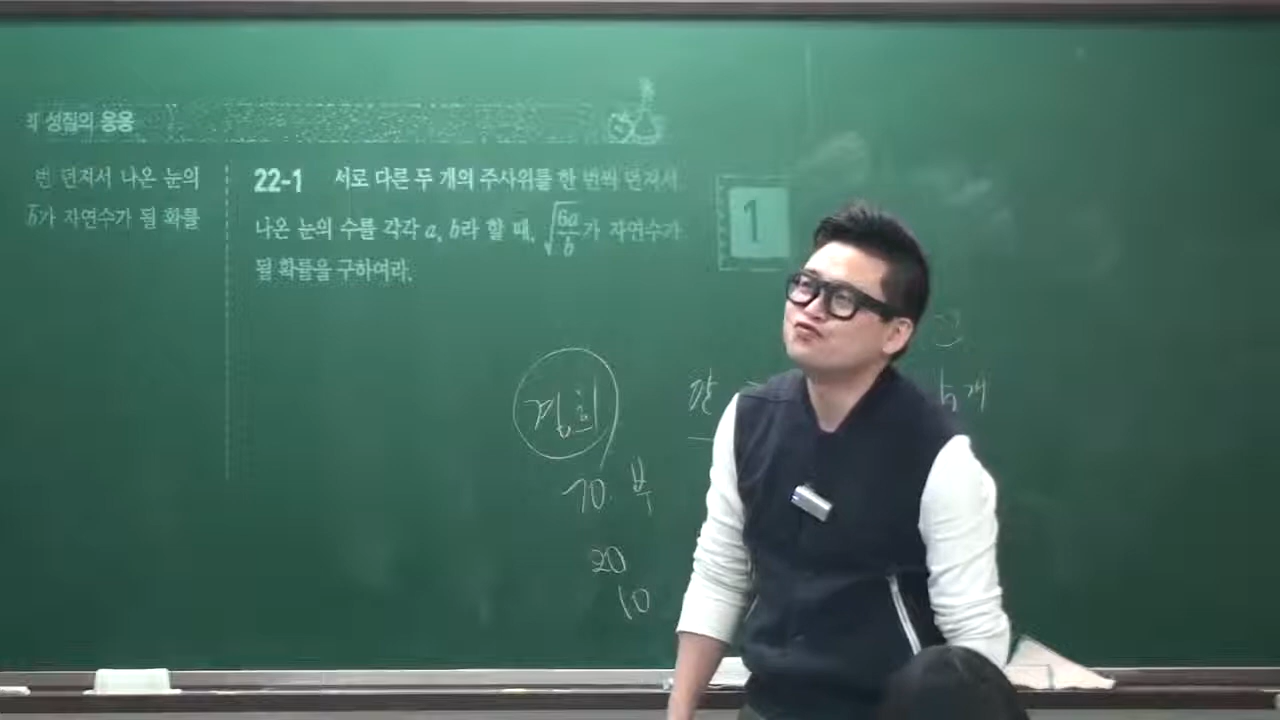 성질의 응용
번 던져서 나온 눈의
가 자연수가 될 확률
22-1 서로 다른 두 개의 주사위를 한 번씩 던져서
나온 눈의 수를 각각 a, b라 할 때, √(6a/b)가 자연수가
될 확률을 구하여라.
1
70. 부
20
10